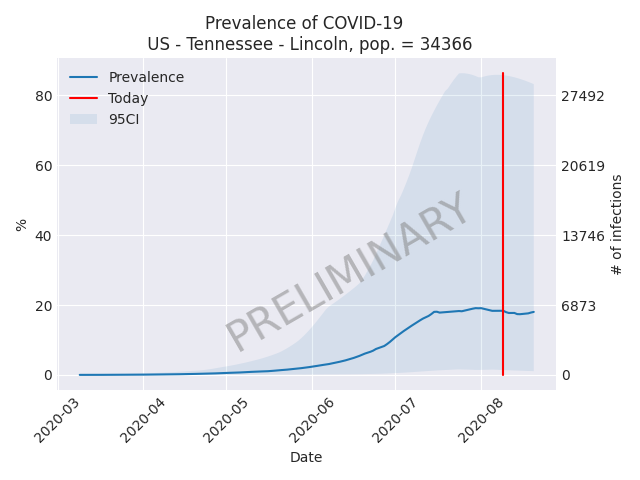 Prevalence of COVID-19
US - Tennessee - Lincoln, pop. = 34366
Prevalence
Today
95CI
80
60
40
20
0
%
27492
20619
13746
6873
0
# of infections
PRELIMINARY
2020-03
2020-04
2020-05
2020-06
2020-07
2020-08
Date